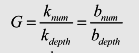 G = k_num / k_depth = b_num / b_depth